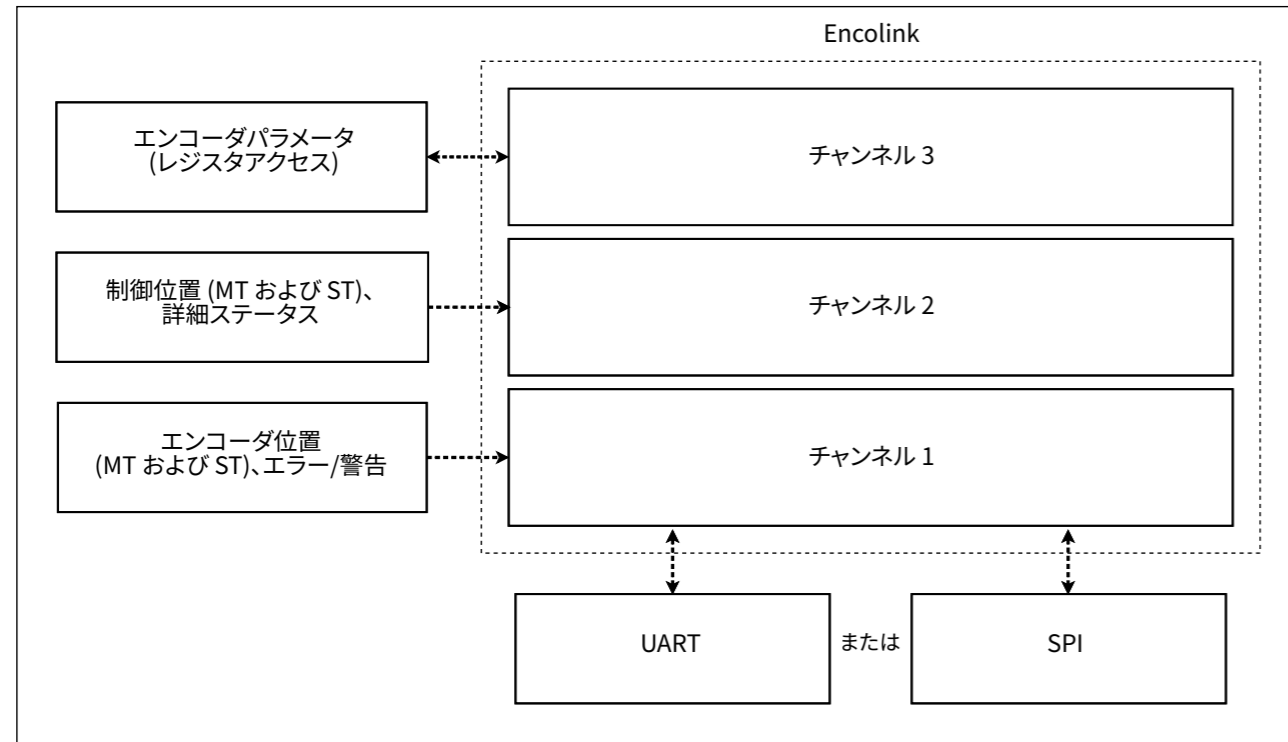 Encolink
エンコーダパラメータ
(レジスタアクセス)
チャンネル 3
制御位置 (MT および ST)、
詳細ステータス
チャンネル 2
エンコーダ位置
(MT および ST)、エラー/警告
チャンネル 1
UART
または
SPI